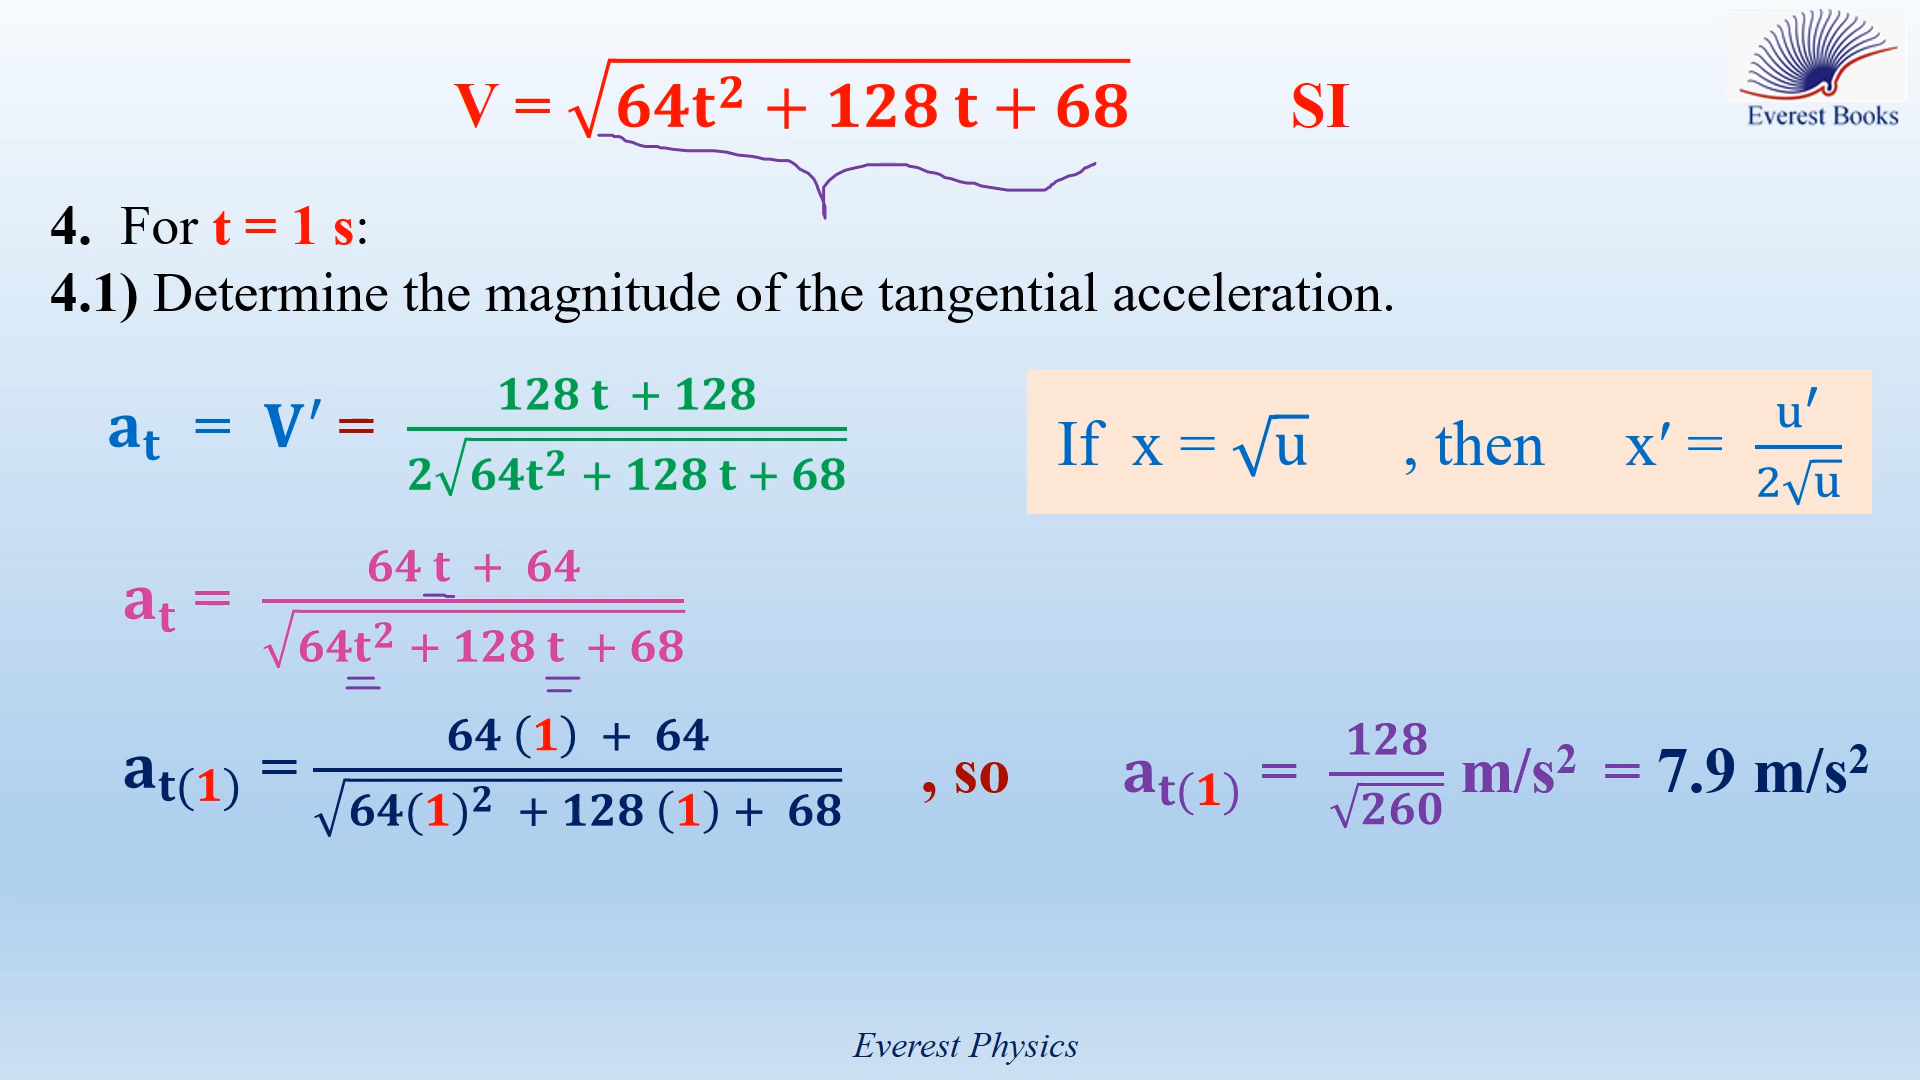 V = √(64t² + 128 t + 68) SI
Everest Books
4. For t = 1 s:
4.1) Determine the magnitude of the tangential acceleration.
aₜ = V′ = (128 t + 128) / (2√(64t² + 128 t + 68))
If x = √u , then x′ = u′ / (2√u)
aₜ = (64 t + 64) / √(64t² + 128 t + 68)
aₜ₍₁₎ = (64 (1) + 64) / √(64(1)² + 128 (1) + 68) , so aₜ₍₁₎ = 128 / √260 m/s² = 7.9 m/s²
Everest Physics